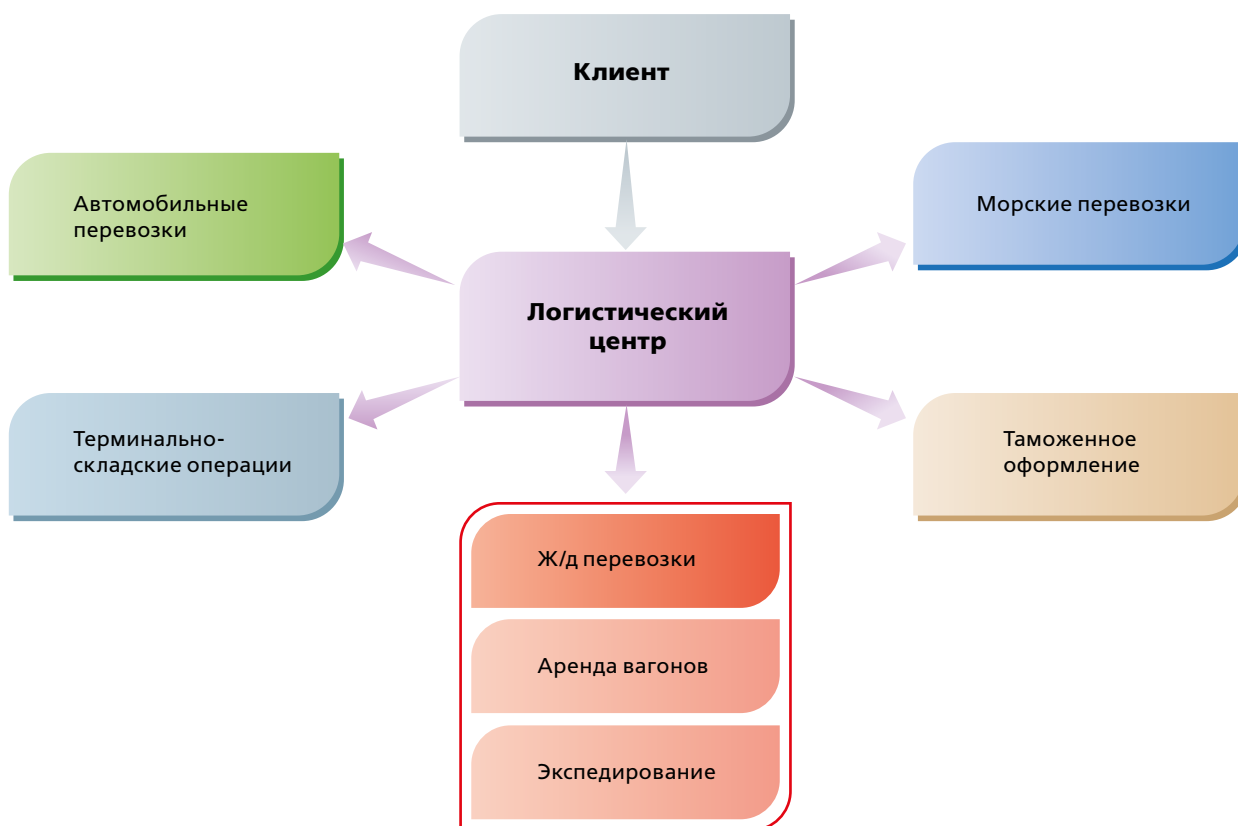 Клиент
Автомобильные
перевозки
Морские перевозки
Логистический
центр
Терминально-
складские операции
Таможенное
оформление
Ж/д перевозки
Аренда вагонов
Экспедирование